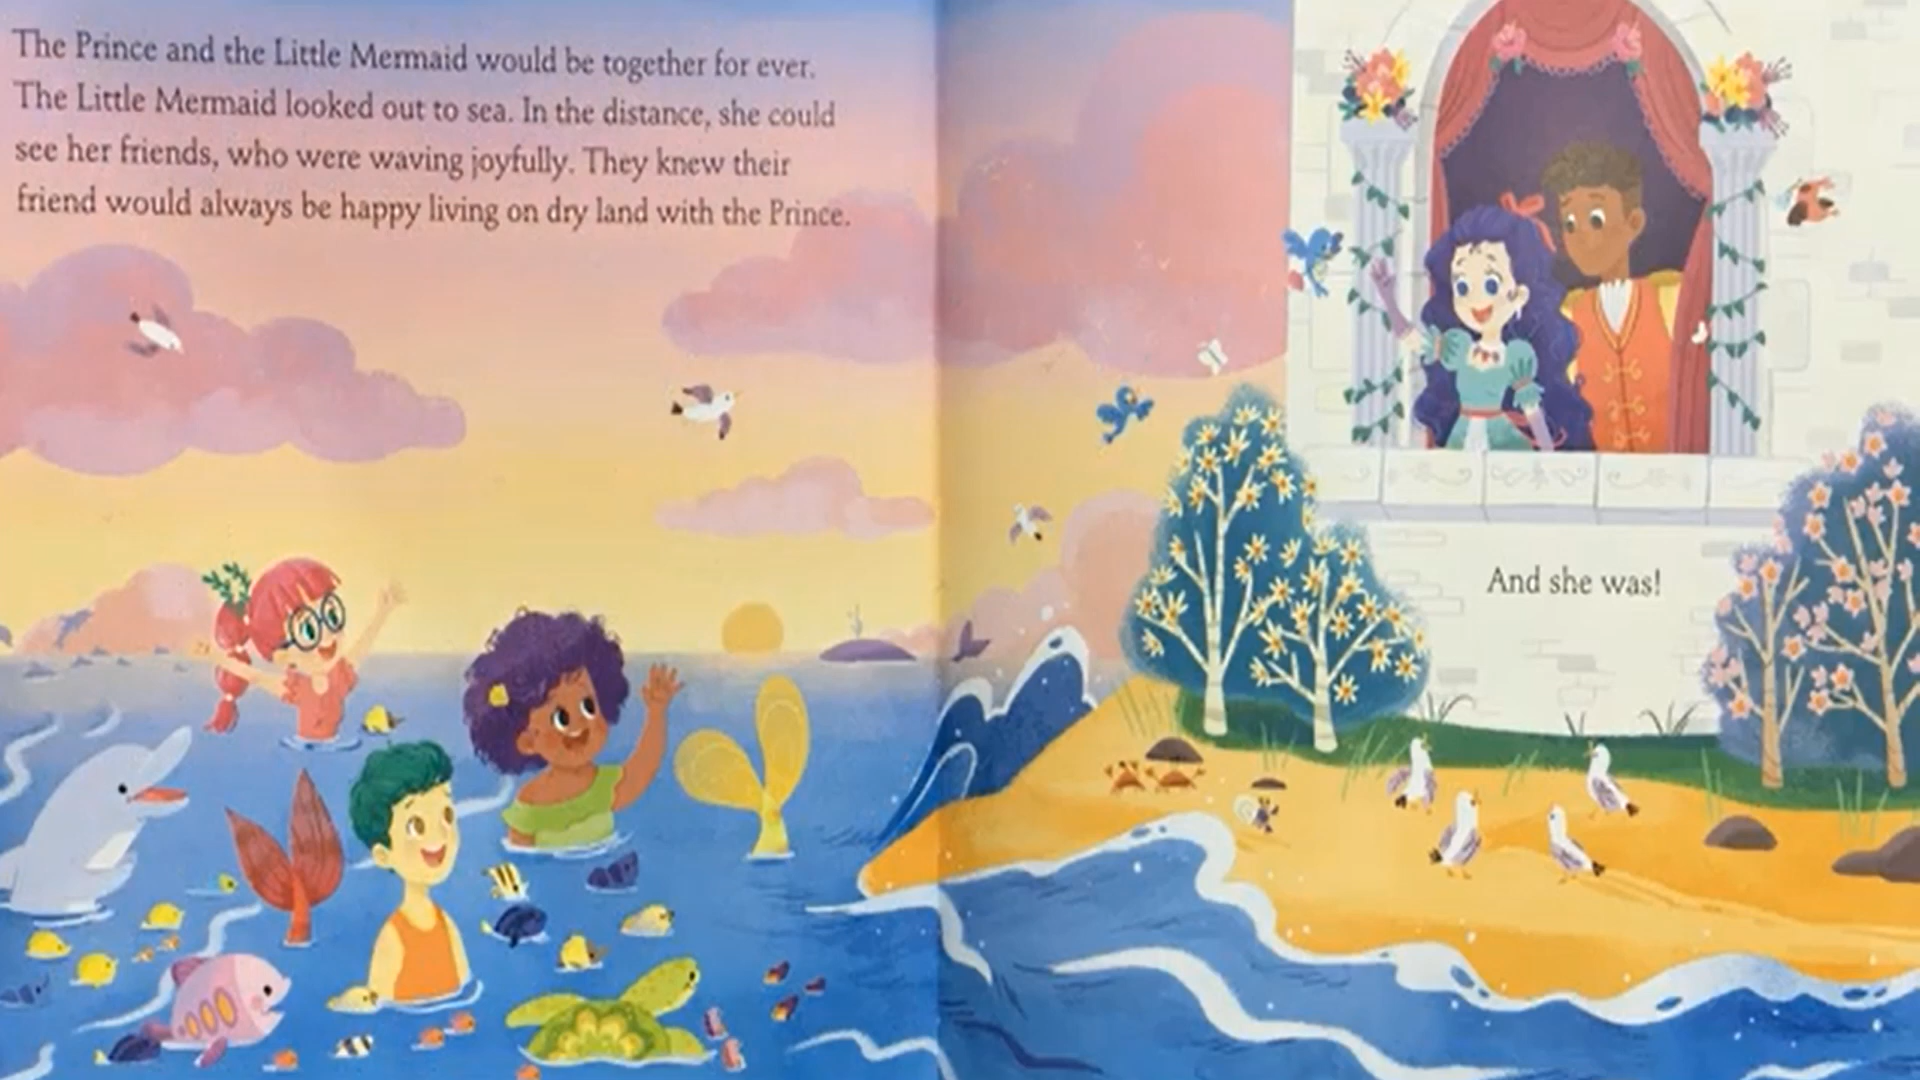 The Prince and the Little Mermaid would be together for ever.
The Little Mermaid looked out to sea. In the distance, she could
see her friends, who were waving joyfully. They knew their
friend would always be happy living on dry land with the Prince.
And she was!